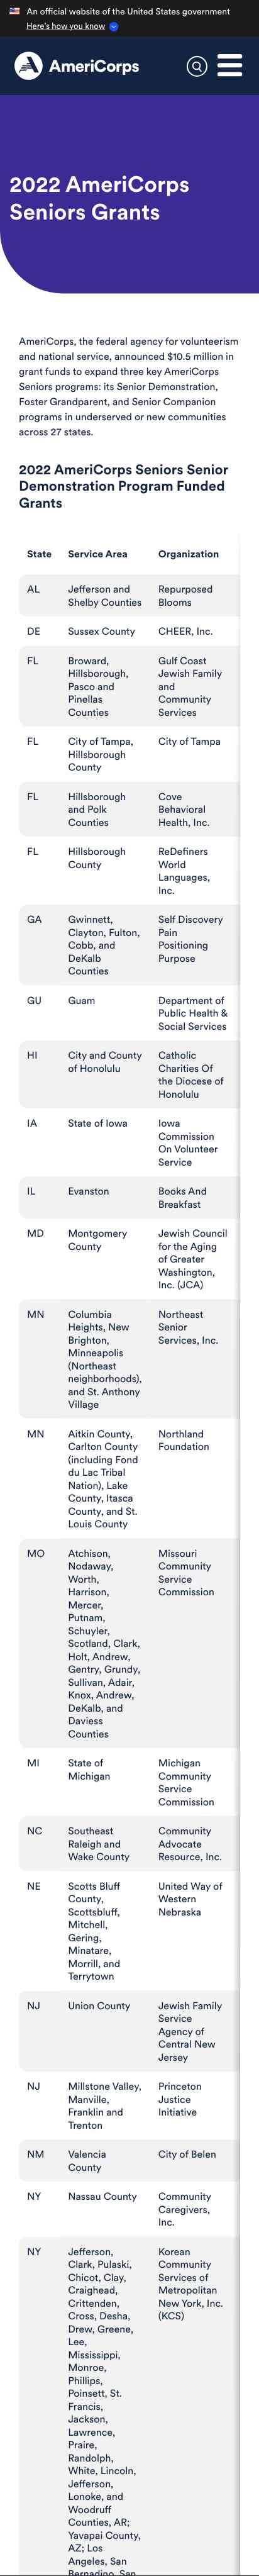 An official website of the United States government
Here's how you know
AmeriCorps
2022 AmeriCorps
Seniors Grants
AmeriCorps, the federal agency for volunteerism
and national service, announced $10.5 million in
grant funds to expand three key AmeriCorps
Seniors programs: its Senior Demonstration,
Foster Grandparent, and Senior Companion
programs in underserved or new communities
across 27 states.
2022 AmeriCorps Seniors Senior
Demonstration Program Funded
Grants
State Service Area Organization
AL Jefferson and Repurposed
Shelby Counties Blooms
DE Sussex County CHEER, Inc.
FL Broward, Gulf Coast
Hillsborough, Jewish Family
Pasco and and
Pinellas Community
Counties Services
FL City of Tampa, City of Tampa
Hillsborough
County
FL Hillsborough Cove
and Polk Behavioral
Counties Health, Inc.
FL Hillsborough ReDefiners
County World
Languages,
Inc.
GA Gwinnett, Self Discovery
Clayton, Fulton, Pain
Cobb, and Positioning
DeKalb Purpose
Counties
GU Guam Department of
Public Health &
Social Services
HI City and County Catholic
of Honolulu Charities Of
the Diocese of
Honolulu
IA State of Iowa Iowa
Commission
On Volunteer
Service
IL Evanston Books And
Breakfast
MD Montgomery Jewish Council
County for the Aging
of Greater
Washington,
Inc. (JCA)
MN Columbia Northeast
Heights, New Senior
Brighton, Services, Inc.
Minneapolis
(Northeast
neighborhoods),
and St. Anthony
Village
MN Aitkin County, Northland
Carlton County Foundation
(including Fond
du Lac Tribal
Nation), Lake
County, Itasca
County, and St.
Louis County
MO Atchison, Missouri
Nodaway, Community
Worth, Service
Harrison, Commission
Mercer,
Putnam,
Schuyler,
Scotland, Clark,
Holt, Andrew,
Gentry, Grundy,
Sullivan, Adair,
Knox, Andrew,
DeKalb, and
Daviess
Counties
MI State of Michigan
Michigan Community
Service
Commission
NC Southeast Community
Raleigh and Advocate
Wake County Resource, Inc.
NE Scotts Bluff United Way of
County, Western
Scottsbluff, Nebraska
Mitchell,
Gering,
Minatare,
Morrill, and
Terrytown
NJ Union County Jewish Family
Service
Agency of
Central New
Jersey
NJ Millstone Valley, Princeton
Manville, Justice
Franklin and Initiative
Trenton
NM Valencia City of Belen
County
NY Nassau County Community
Caregivers,
Inc.
NY Jefferson, Korean
Clark, Pulaski, Community
Chicot, Clay, Services of
Craighead, Metropolitan
Crittenden, New York, Inc.
Cross, Desha, (KCS)
Drew, Greene,
Lee,
Mississippi,
Monroe,
Phillips,
Poinsett, St.
Francis,
Jackson,
Lawrence,
Praire,
Randolph,
White, Lincoln,
Jefferson,
Lonoke, and
Woodruff
Counties, AR;
Yavapai County,
AZ; Los
Angeles, San
Bernadino, San